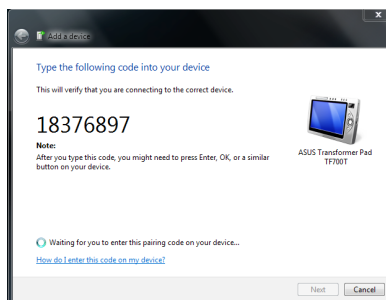 Add a device
Type the following code into your device
This will verify that you are connecting to the correct device.
18376897
Note:
After you type this code, you might need to press Enter, OK, or a similar
button on your device.
ASUS Transformer Pad
TF700T
Waiting for you to enter this pairing code on your device...
How do I enter this code on my device?
Next
Cancel